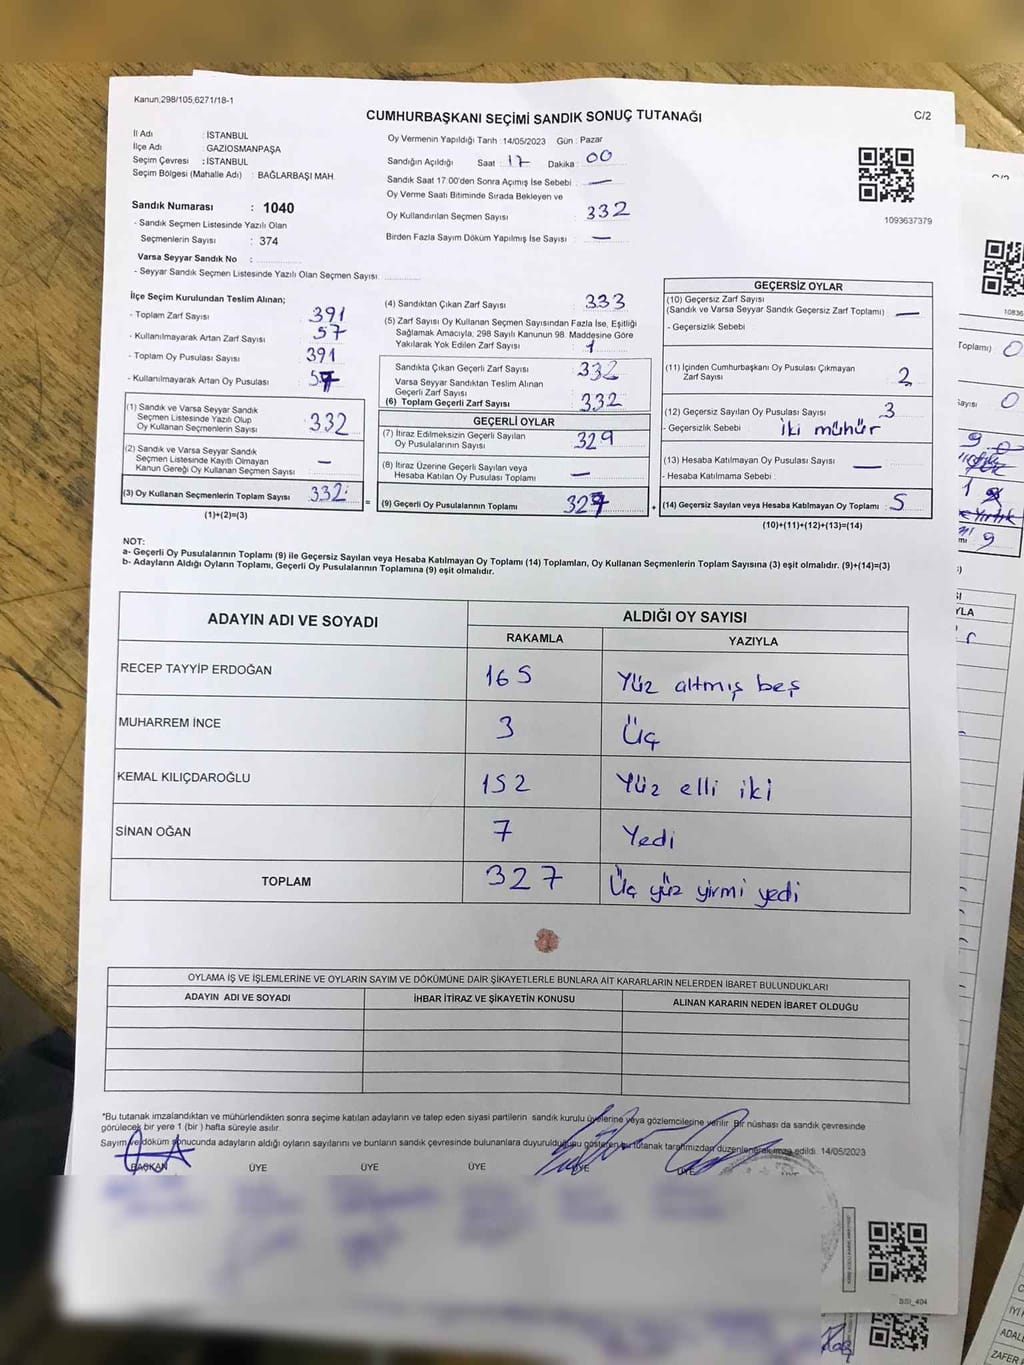 Kanun,298/105,6271/18-1
CUMHURBAŞKANI SEÇİMİ SANDIK SONUÇ TUTANAĞI
C/2
İl Adı : İSTANBUL
İlçe Adı : GAZİOSMANPAŞA
Seçim Çevresi : İSTANBUL
Seçim Bölgesi (Mahalle Adı) : BAĞLARBAŞI MAH.
Sandık Numarası : 1040
- Sandık Seçmen Listesinde Yazılı Olan
Seçmenlerin Sayısı : 374
Varsa Seyyar Sandık No :
- Seyyar Sandık Seçmen Listesinde Yazılı Olan Seçmen Sayısı
Oy Vermenin Yapıldığı Tarih : 14/05/2023 Gün : Pazar
Sandığın Açıldığı Saat : 17 Dakika : 00
Sandık Saat 17:00'den Sonra Açımış İse Sebebi : —
Oy Verme Saati Bitiminde Sırada Bekleyen ve
Oy Kullandırılan Seçmen Sayısı : 332
Birden Fazla Sayım Döküm Yapılmış İse Sayısı : —
1093637379
İlçe Seçim Kurulundan Teslim Alınan;
- Toplam Zarf Sayısı : 391
- Kullanılmayarak Artan Zarf Sayısı : 57
- Toplam Oy Pusulası Sayısı : 391
- Kullanılmayarak Artan Oy Pusulası : 57
(1) Sandık ve Varsa Seyyar Sandık
Seçmen Listesinde Yazılı Olup
Oy Kullanan Seçmenlerin Sayısı : 332
(2) Sandık ve Varsa Seyyar Sandık
Seçmen Listesinde Kayıtlı Olmayan
Kanun Gereği Oy Kullanan Seçmen Sayısı : —
(3) Oy Kullanan Seçmenlerin Toplam Sayısı : 332
(1)+(2)=(3)
(4) Sandıktan Çıkan Zarf Sayısı : 333
(5) Zarf Sayısı Oy Kullanan Seçmen Sayısından Fazla İse, Eşitliği
Sağlamak Amacıyla, 298 Sayılı Kanunun 98. Maddesine Göre
Yakılarak Yok Edilen Zarf Sayısı : 1
Sandıkta Çıkan Geçerli Zarf Sayısı : 332
Varsa Seyyar Sandıktan Teslim Alınan
Geçerli Zarf Sayısı
(6) Toplam Geçerli Zarf Sayısı : 332
GEÇERLİ OYLAR
(7) İtiraz Edilmeksizin Geçerli Sayılan
Oy Pusulalarının Sayısı : 329
(8) İtiraz Üzerine Geçerli Sayılan veya
Hesaba Katılan Oy Pusulası Toplamı : —
= (9) Geçerli Oy Pusulalarının Toplamı : 327 +
GEÇERSİZ OYLAR
(10) Geçersiz Zarf Sayısı
(Sandık ve Varsa Seyyar Sandık Geçersiz Zarf Toplamı) : —
- Geçersizlik Sebebi :
(11) İçinden Cumhurbaşkanı Oy Pusulası Çıkmayan
Zarf Sayısı : 2
(12) Geçersiz Sayılan Oy Pusulası Sayısı : 3
- Geçersizlik Sebebi : iki mühür
(13) Hesaba Katılmayan Oy Pusulası Sayısı : —
- Hesaba Katılmama Sebebi :
(14) Geçersiz Sayılan veya Hesaba Katılmayan Oy Toplamı : 5
(10)+(11)+(12)+(13)=(14)
NOT:
a- Geçerli Oy Pusulalarının Toplamı (9) ile Geçersiz Sayılan veya Hesaba Katılmayan Oy Toplamı (14) Toplamları, Oy Kullanan Seçmenlerin Toplam Sayısına (3) eşit olmalıdır. (9)+(14)=(3)
b- Adayların Aldığı Oyların Toplamı, Geçerli Oy Pusulalarının Toplamına (9) eşit olmalıdır.
ADAYIN ADI VE SOYADI
ALDIĞI OY SAYISI
RAKAMLA YAZIYLA
RECEP TAYYİP ERDOĞAN 165 Yüz altmış beş
MUHARREM İNCE 3 Üç
KEMAL KILIÇDAROĞLU 152 Yüz elli iki
SİNAN OĞAN 7 Yedi
TOPLAM 327 Üç yüz yirmi yedi
OYLAMA İŞ VE İŞLEMLERİNE VE OYLARIN SAYIM VE DÖKÜMÜNE DAİR ŞİKAYETLERLE BUNLARA AİT KARARLARIN NELERDEN İBARET BULUNDUKLARI
ADAYIN ADI VE SOYADI İHBAR İTİRAZ VE ŞİKAYETİN KONUSU ALINAN KARARIN NEDEN İBARET OLDUĞU
*Bu tutanak imzalandıktan ve mühürlendikten sonra seçime katılan adayların ve talep eden siyasi partilerin sandık kurulu üyelerine veya gözlemcilerine verilir. Bir nüshası da sandık çevresinde
görülecek bir yere 1 (bir) hafta süreyle asılır.
Sayım ve döküm sonucunda adayların aldığı oyların sayılarını ve bunların sandık çevresinde bulunanlara duyurulduğunu gösteren bu tutanak tarafımızdan düzenlenerek imza edildi. 14/05/2023
BAŞKAN ÜYE ÜYE ÜYE ÜYE ÜYE ÜYE
BSI_404